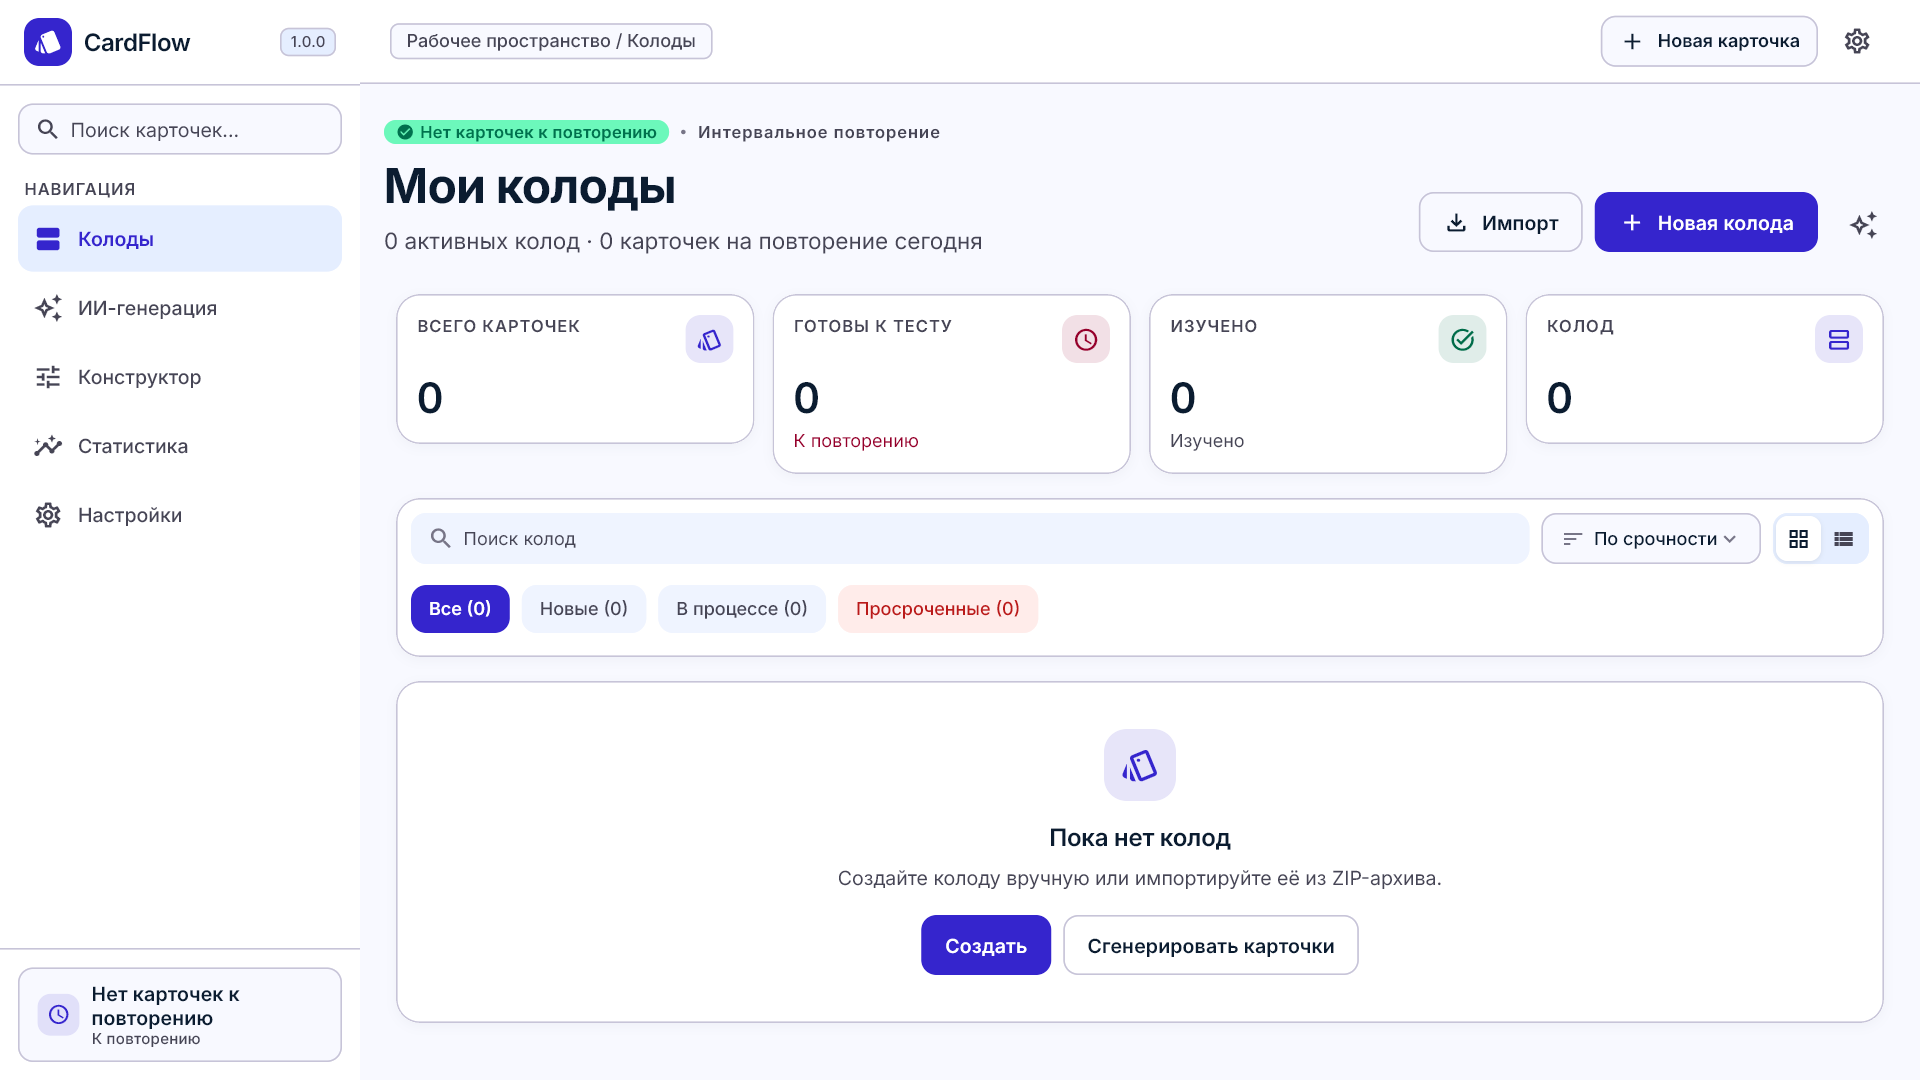 CardFlow
1.0.0
Рабочее пространство / Колоды
Новая карточка
Поиск карточек...
НАВИГАЦИЯ
Колоды
ИИ-генерация
Конструктор
Статистика
Настройки
Нет карточек к повторению
К повторению
Нет карточек к повторению • Интервальное повторение
Мои колоды
0 активных колод · 0 карточек на повторение сегодня
Импорт
Новая колода
ВСЕГО КАРТОЧЕК
0
ГОТОВЫ К ТЕСТУ
0
К повторению
ИЗУЧЕНО
0
Изучено
КОЛОД
0
Поиск колод
По срочности
Все (0)
Новые (0)
В процессе (0)
Просроченные (0)
Пока нет колод
Создайте колоду вручную или импортируйте её из ZIP-архива.
Создать
Сгенерировать карточки